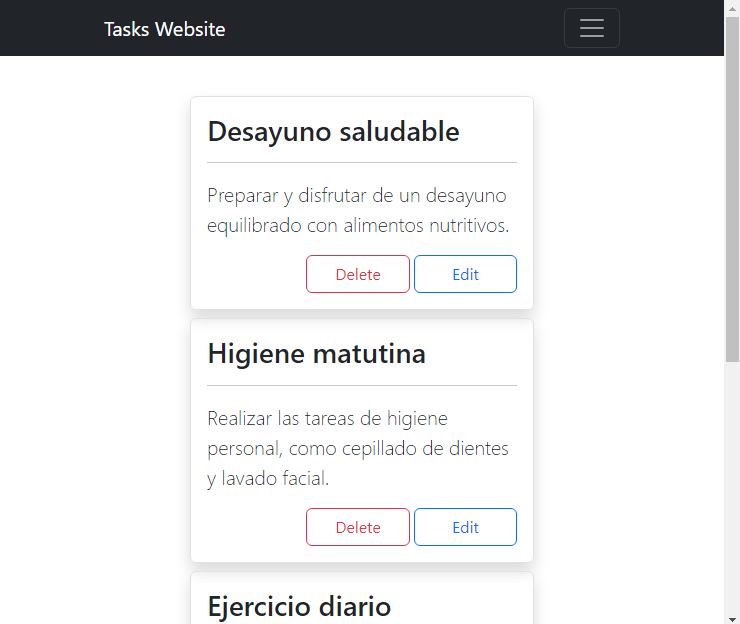 Tasks Website
Desayuno saludable
Preparar y disfrutar de un desayuno
equilibrado con alimentos nutritivos.
Delete Edit
Higiene matutina
Realizar las tareas de higiene
personal, como cepillado de dientes
y lavado facial.
Delete Edit
Ejercicio diario